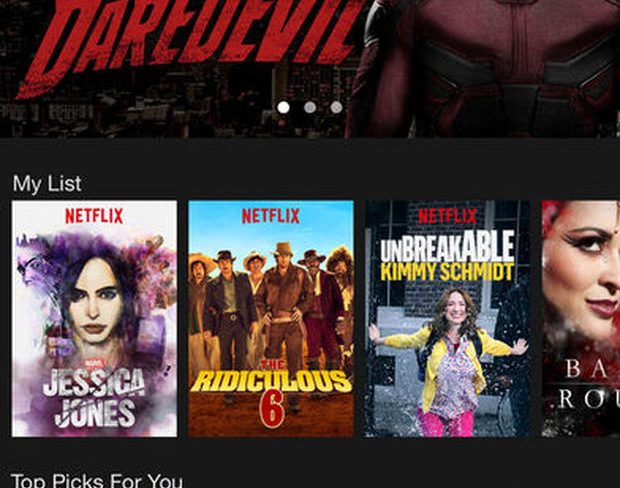 DAREDEVIL
My List
NETFLIX
MARVEL
JESSICA
JONES
NETFLIX
THE
RIDICULOUS
6
NETFLIX
UNBREAKABLE
KIMMY SCHMIDT
BA
ROU
Top Picks For You